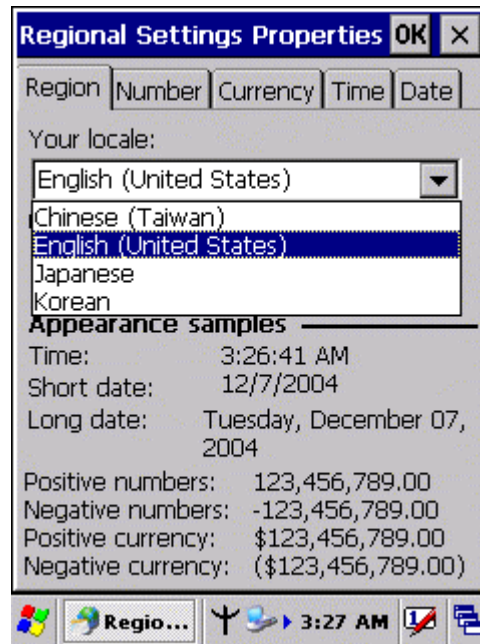 Regional Settings Properties OK ×
Region Number Currency Time Date
Your locale:
English (United States)
Chinese (Taiwan)
English (United States)
Japanese
Korean
Appearance samples
Time: 3:26:41 AM
Short date: 12/7/2004
Long date: Tuesday, December 07,
2004
Positive numbers: 123,456,789.00
Negative numbers: -123,456,789.00
Positive currency: $123,456,789.00
Negative currency: ($123,456,789.00)
Regio... 3:27 AM